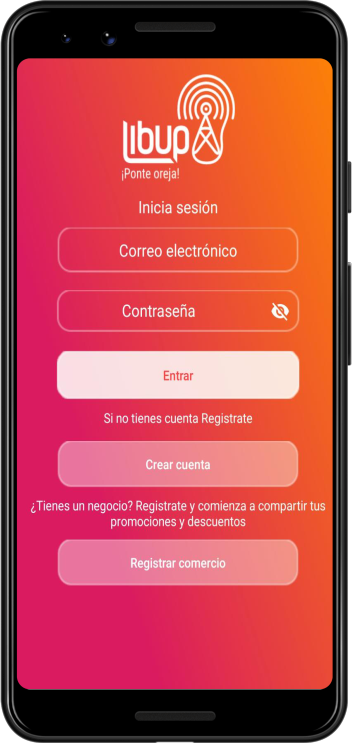 libup
¡Ponte oreja!
Inicia sesión
Correo electrónico
Contraseña
Entrar
Si no tienes cuenta Registrate
Crear cuenta
¿Tienes un negocio? Registrate y comienza a compartir tus
promociones y descuentos
Registrar comercio